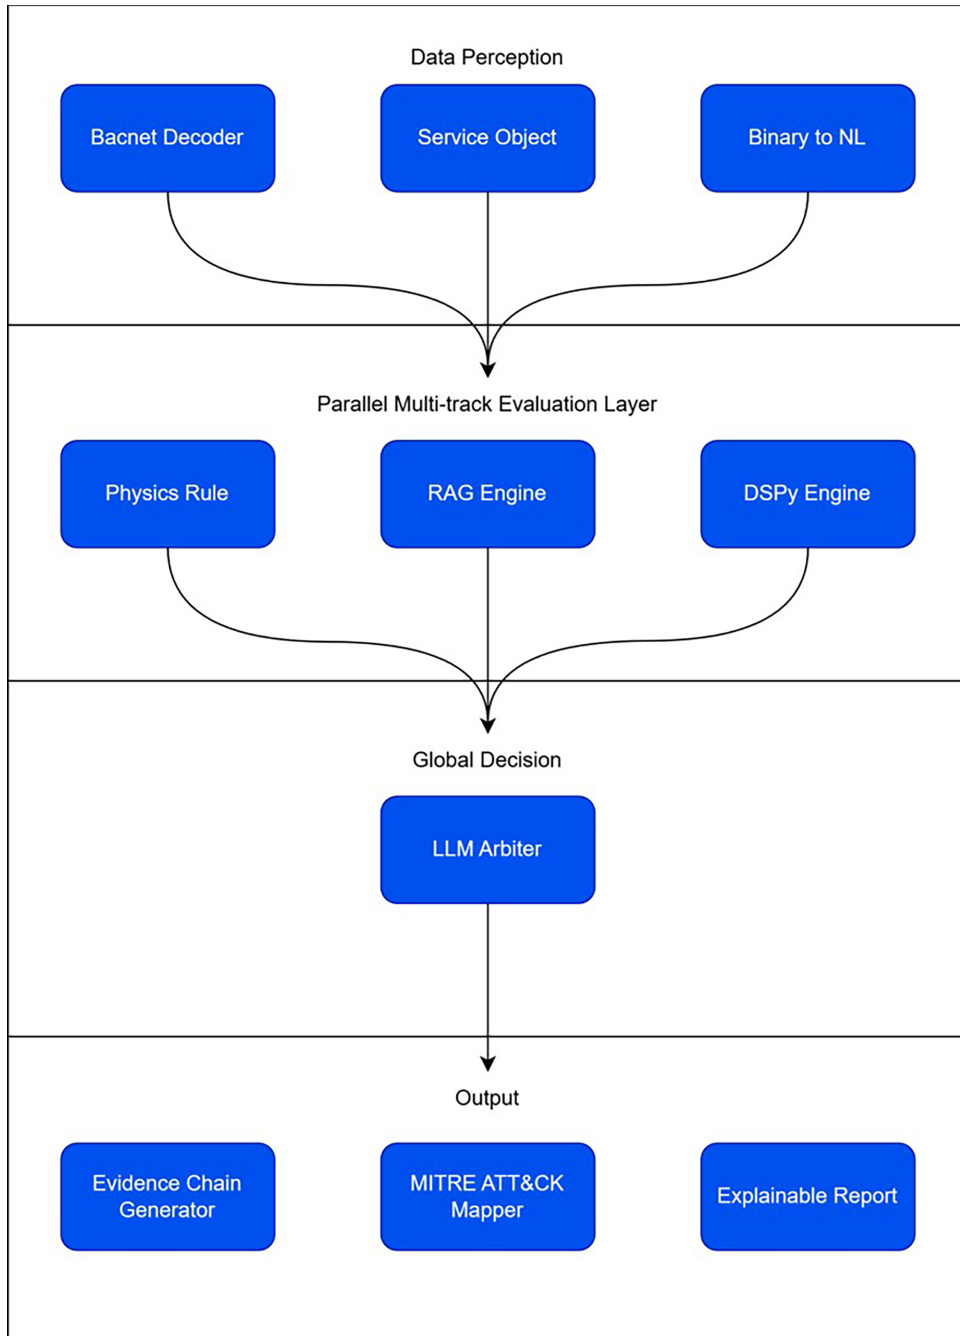 Data Perception
Bacnet Decoder
Service Object
Binary to NL
Parallel Multi-track Evaluation Layer
Physics Rule
RAG Engine
DSPy Engine
Global Decision
LLM Arbiter
Output
Evidence Chain
Generator
MITRE ATT&CK
Mapper
Explainable Report